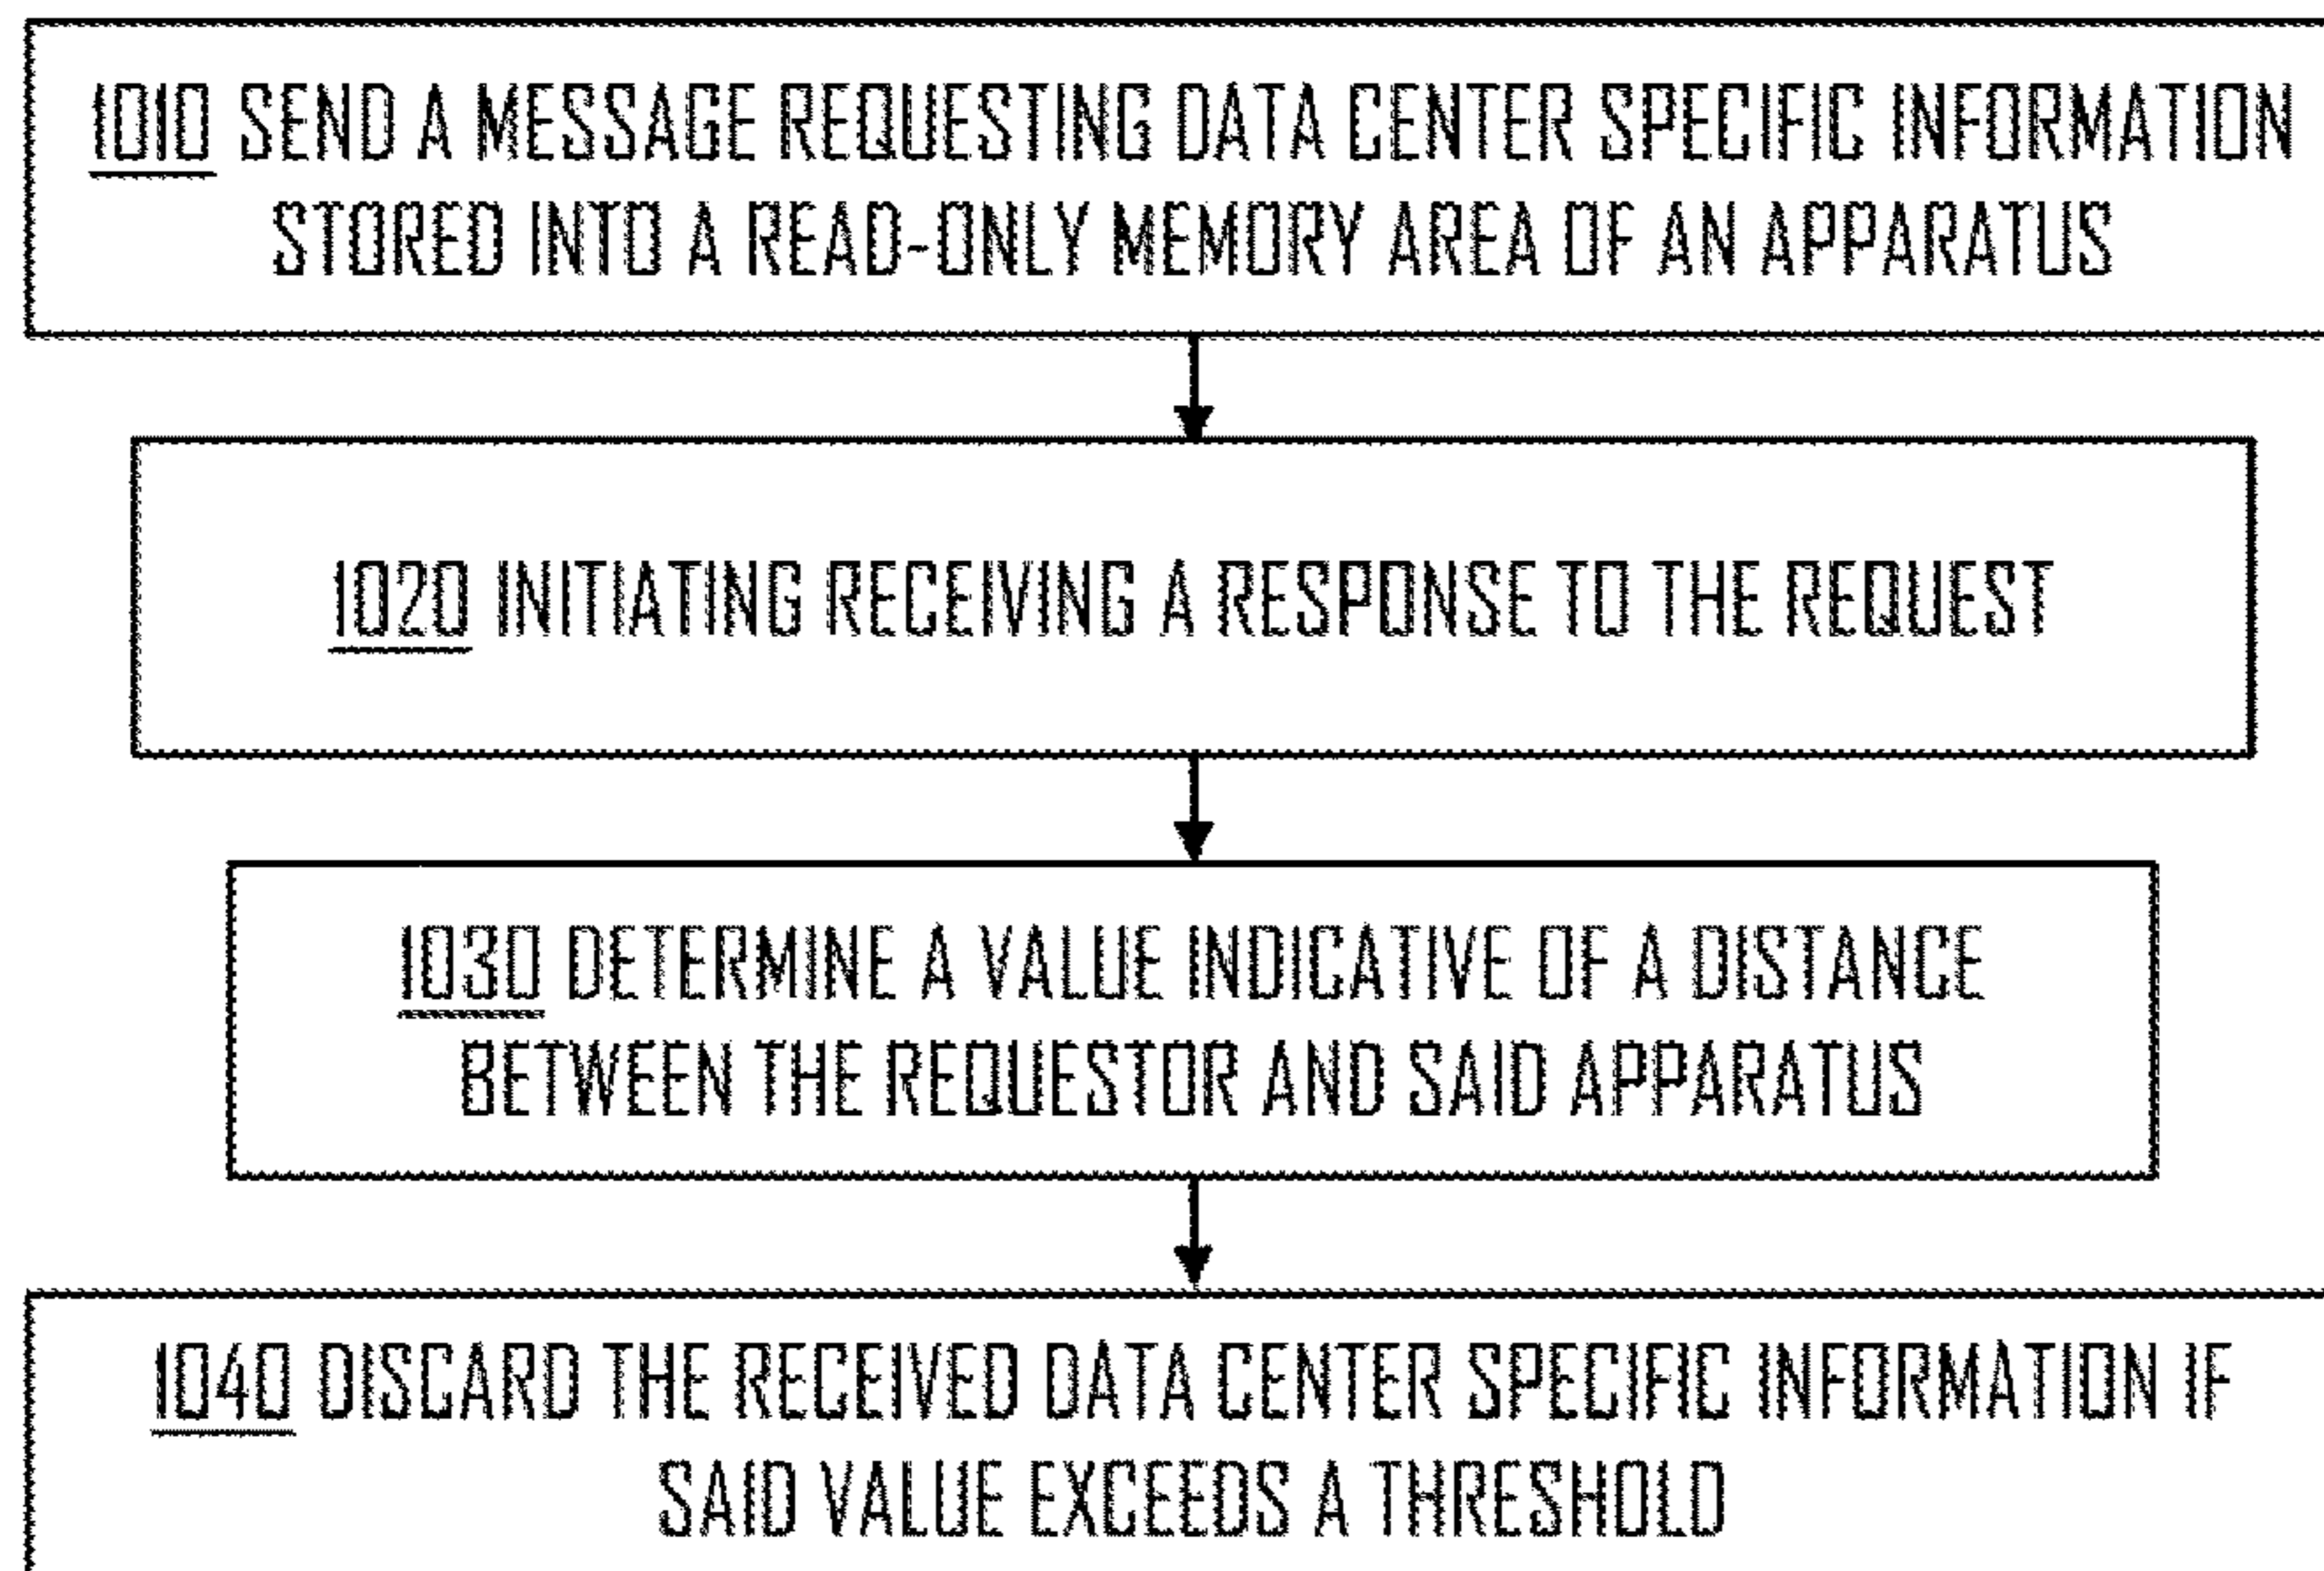 1010 SEND A MESSAGE REQUESTING DATA CENTER SPECIFIC INFORMATION
STORED INTO A READ-ONLY MEMORY AREA OF AN APPARATUS
1020 INITIATING RECEIVING A RESPONSE TO THE REQUEST
1030 DETERMINE A VALUE INDICATIVE OF A DISTANCE
BETWEEN THE REQUESTOR AND SAID APPARATUS
1040 DISCARD THE RECEIVED DATA CENTER SPECIFIC INFORMATION IF
SAID VALUE EXCEEDS A THRESHOLD